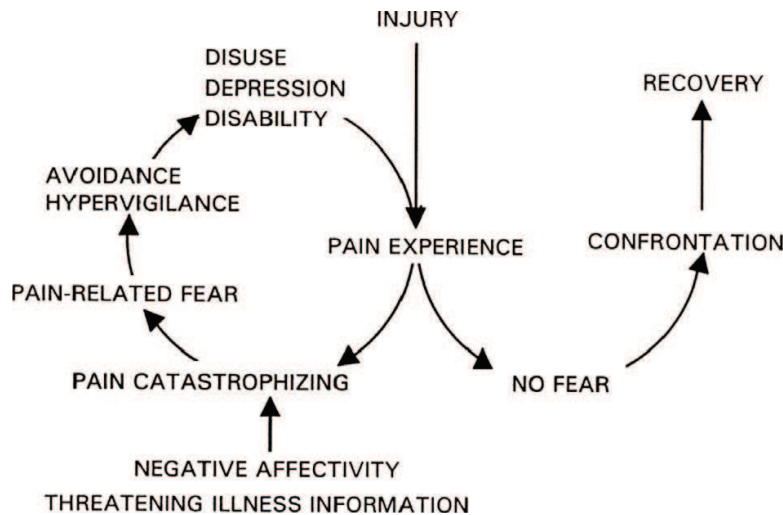 INJURY
DISUSE
DEPRESSION
DISABILITY
RECOVERY
AVOIDANCE
HYPERVIGILANCE
PAIN EXPERIENCE
CONFRONTATION
PAIN-RELATED FEAR
PAIN CATASTROPHIZING
NO FEAR
NEGATIVE AFFECTIVITY
THREATENING ILLNESS INFORMATION